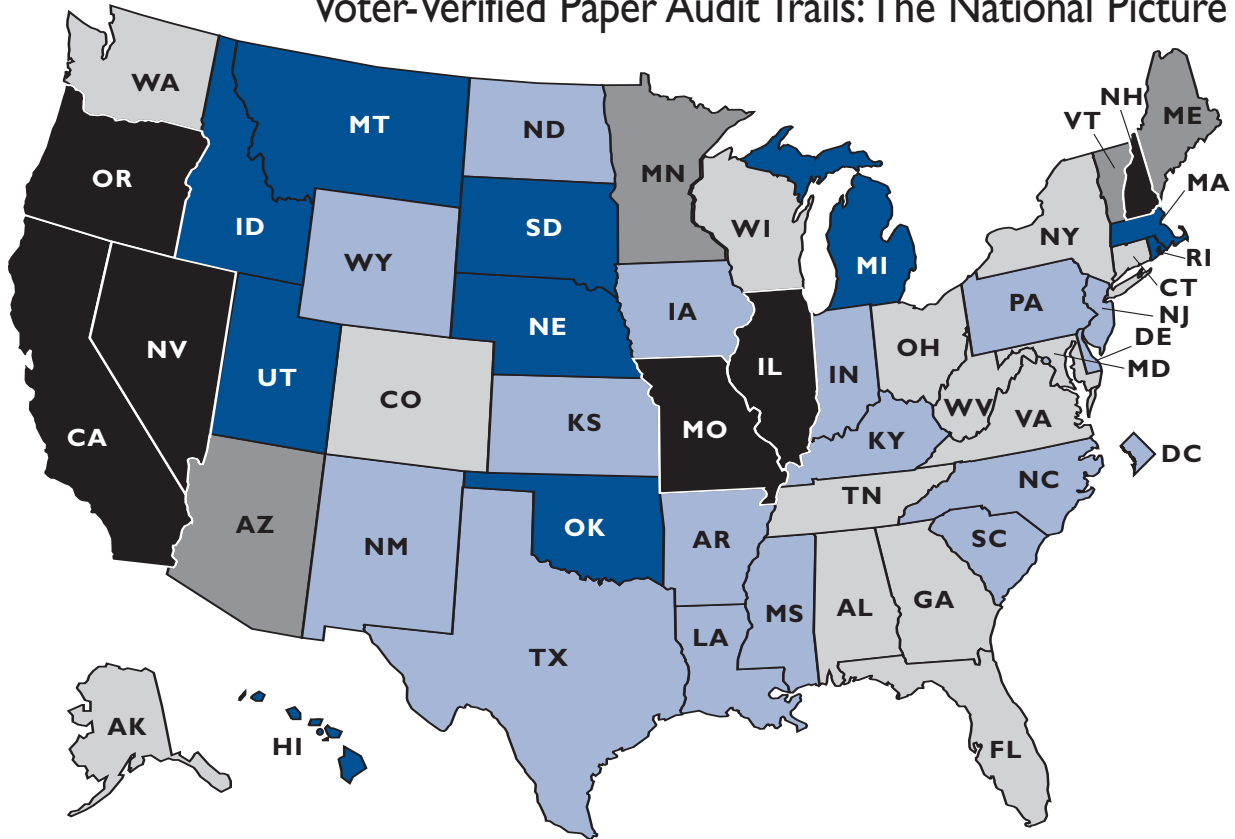 Voter-Verified Paper Audit Trails: The National Picture
WA
MT
ND
MN
NH
VT
ME
OR
ID
SD
WI
MI
NY
MA
RI
CT
WY
NE
IA
PA
NJ
DE
MD
NV
UT
CO
KS
MO
IL
IN
OH
WV
VA
KY
DC
CA
AZ
NM
OK
AR
TN
NC
SC
TX
LA
MS
AL
GA
AK
HI
FL